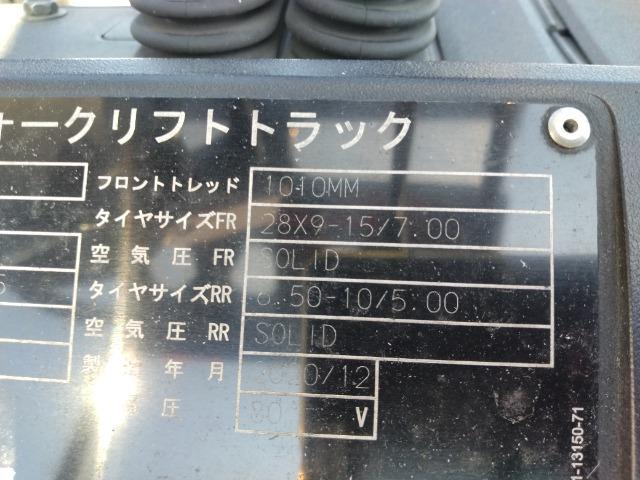 ークリフトトラック
フロントトレッド 1010MM
タイヤサイズFR 28X9-15/7.00
空気圧 FR SOLID
タイヤサイズRR 6.50-10/5.00
空気圧 RR SOLID
年月 2020/12
圧 V
1-13150-71